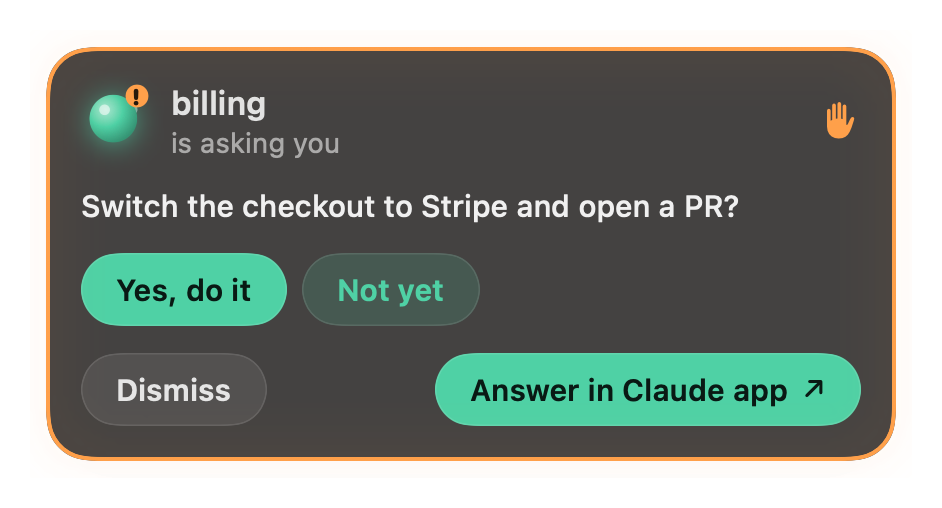 billing
is asking you
Switch the checkout to Stripe and open a PR?
Yes, do it
Not yet
Dismiss
Answer in Claude app ↗